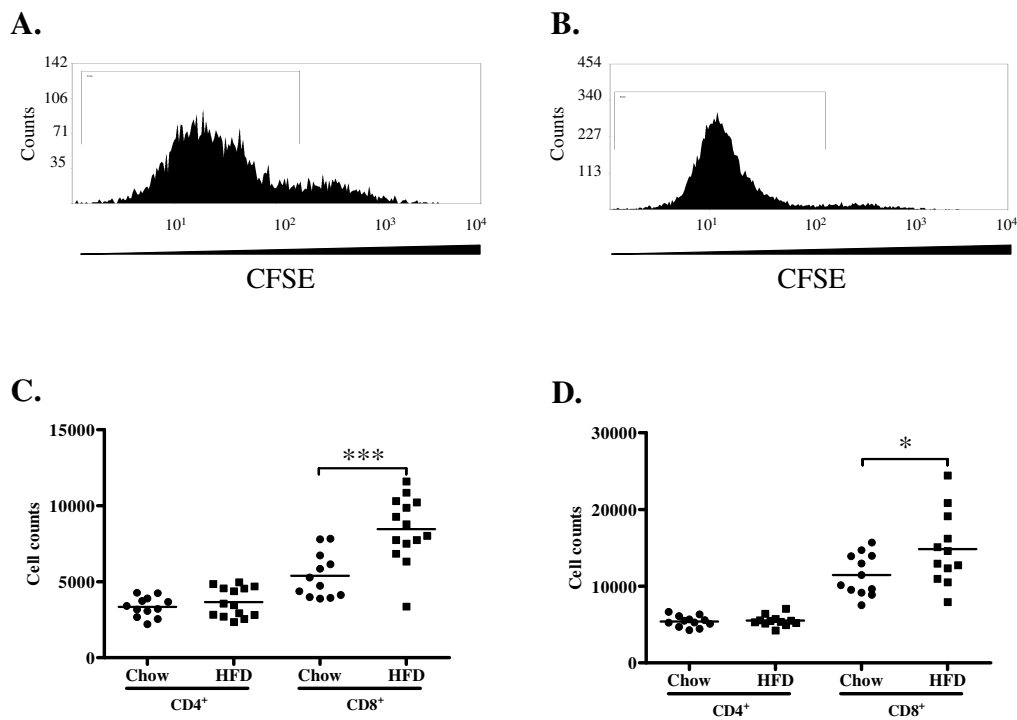 A.
142
106
71
35
Counts
10¹ 10² 10³ 10⁴
CFSE
B.
454
340
227
113
Counts
10¹ 10² 10³ 10⁴
CFSE
C.
15000
10000
5000
0
Cell counts
***
Chow HFD Chow HFD
CD4⁺ CD8⁺
D.
30000
20000
10000
0
Cell counts
*
Chow HFD Chow HFD
CD4⁺ CD8⁺